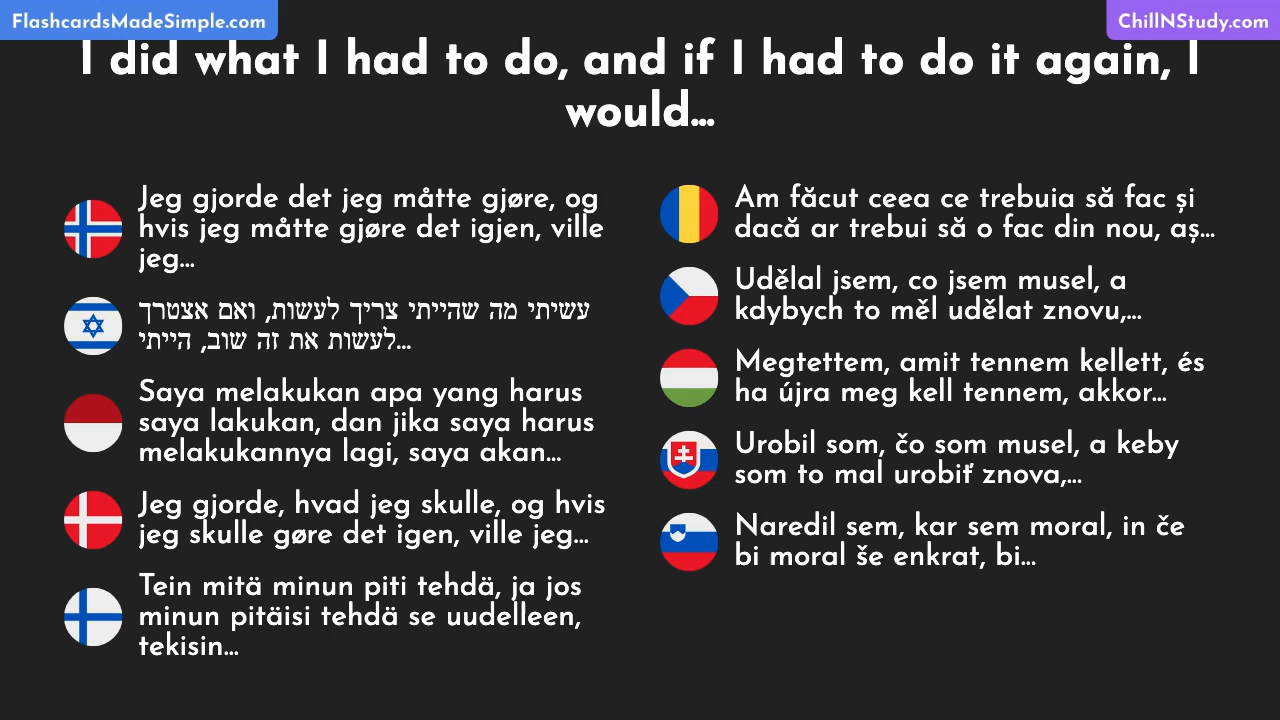 FlashcardsMadeSimple.com
ChillNStudy.com
I did what I had to do, and if I had to do it again, I
would...
Jeg gjorde det jeg måtte gjøre, og
hvis jeg måtte gjøre det igjen, ville
jeg...
עשיתי מה שהייתי צריך לעשות, ואם אצטרך
לעשות את זה שוב, הייתי...
Saya melakukan apa yang harus
saya lakukan, dan jika saya harus
melakukannya lagi, saya akan...
Jeg gjorde, hvad jeg skulle, og hvis
jeg skulle gøre det igen, ville jeg...
Tein mitä minun piti tehdä, ja jos
minun pitäisi tehdä se uudelleen,
tekisin...
Am făcut ceea ce trebuia să fac și
dacă ar trebui să o fac din nou, aș...
Udělal jsem, co jsem musel, a
kdybych to měl udělat znovu,...
Megtettem, amit tennem kellett, és
ha újra meg kell tennem, akkor...
Urobil som, čo som musel, a keby
som to mal urobiť znova,...
Naredil sem, kar sem moral, in če
bi moral še enkrat, bi...